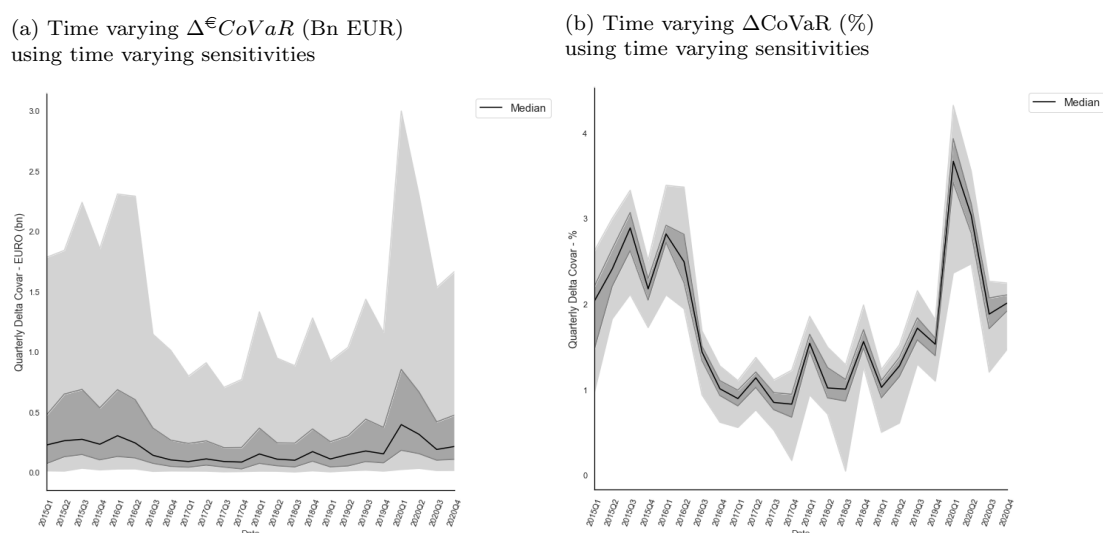 (a) Time varying Δ€CoVaR (Bn EUR)
using time varying sensitivities
Median
3.0
2.5
2.0
1.5
1.0
0.5
0.0
Quarterly Delta Covar - EURO (bn)
2015Q1
2015Q2
2015Q3
2015Q4
2016Q1
2016Q2
2016Q3
2016Q4
2017Q1
2017Q2
2017Q3
2017Q4
2018Q1
2018Q2
2018Q3
2018Q4
2019Q1
2019Q2
2019Q3
2019Q4
2020Q1
2020Q2
2020Q3
2020Q4
Date
(b) Time varying ΔCoVaR (%)
using time varying sensitivities
Median
4
3
2
1
0
Quarterly Delta Covar - %
2015Q1
2015Q2
2015Q3
2015Q4
2016Q1
2016Q2
2016Q3
2016Q4
2017Q1
2017Q2
2017Q3
2017Q4
2018Q1
2018Q2
2018Q3
2018Q4
2019Q1
2019Q2
2019Q3
2019Q4
2020Q1
2020Q2
2020Q3
2020Q4
Date